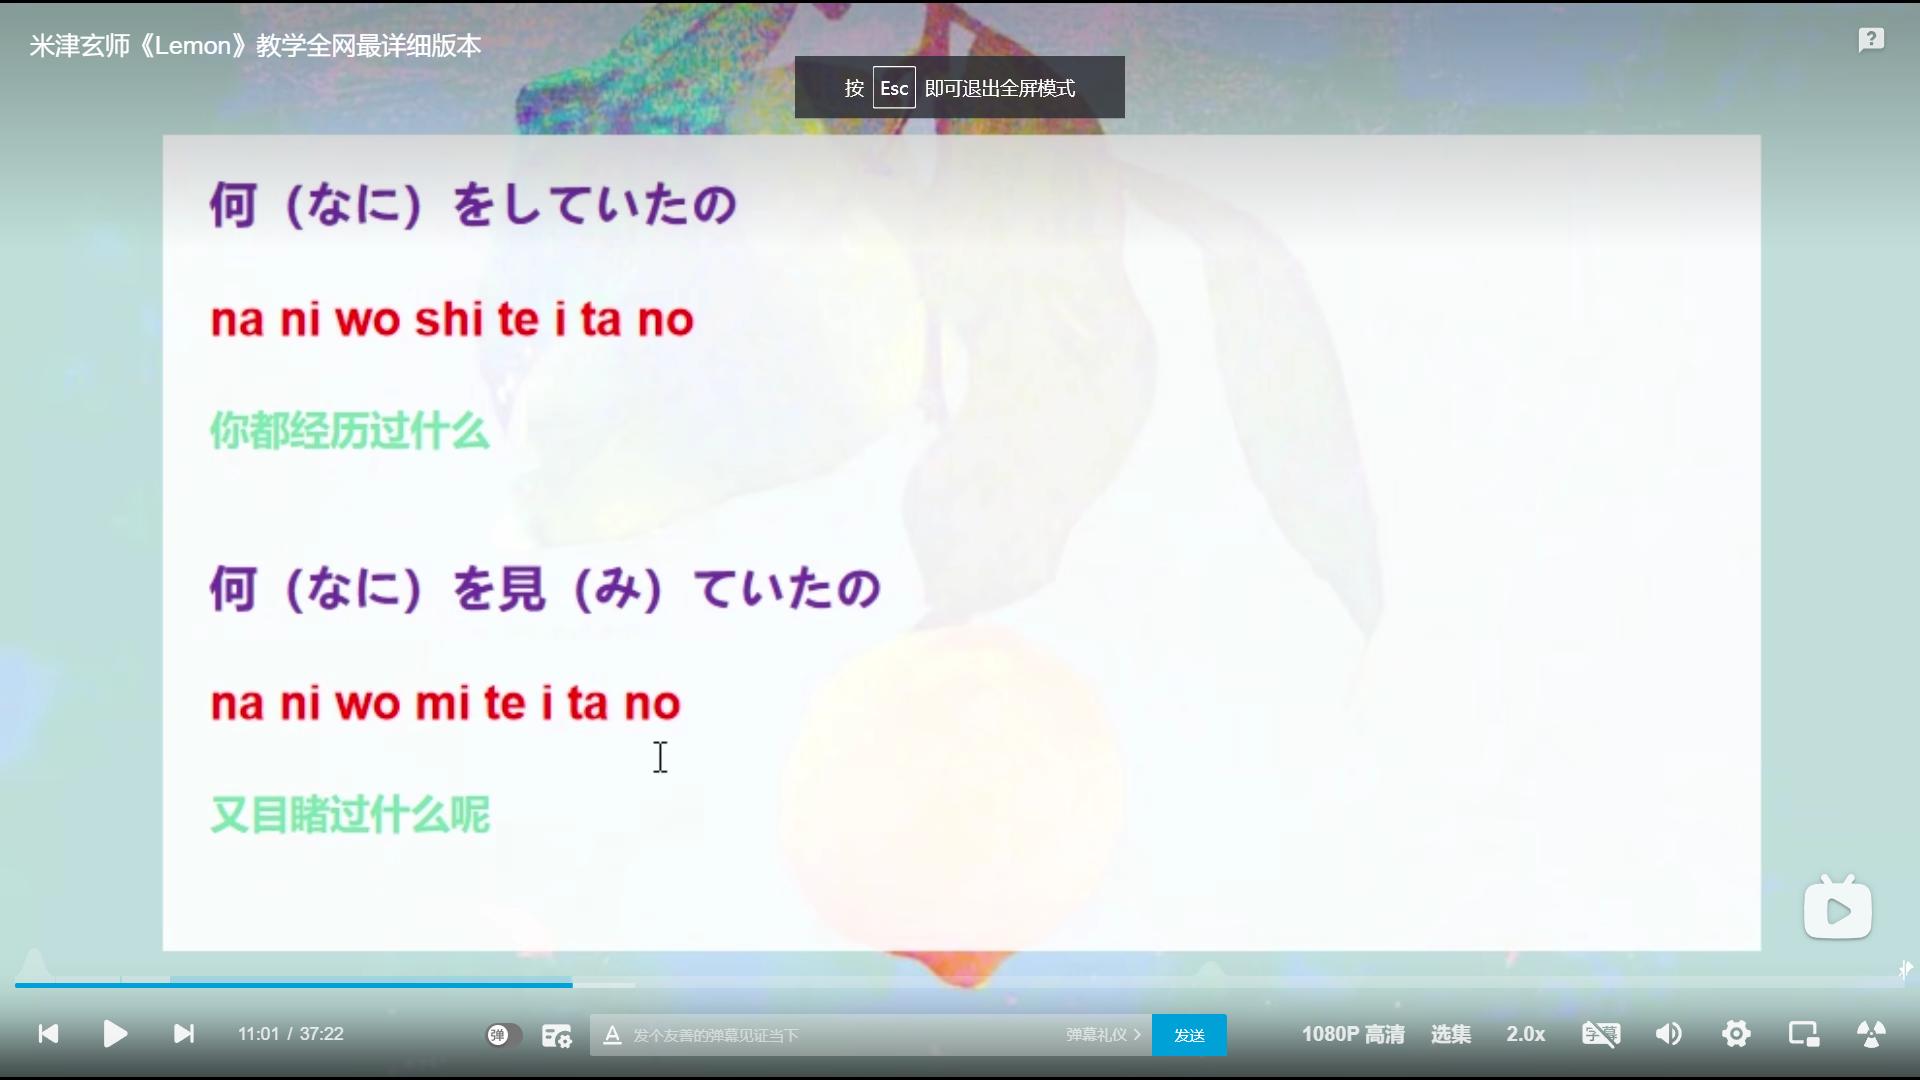 米津玄师《Lemon》教学全网最详细版本
按 Esc 即可退出全屏模式
何（なに）をしていたの
na ni wo shi te i ta no
你都经历过什么
何（なに）を見（み）ていたの
na ni wo mi te i ta no
又目睹过什么呢
11:01 / 37:22
弹
发个友善的弹幕见证当下
弹幕礼仪
发送
1080P 高清
选集
2.0x
字幕